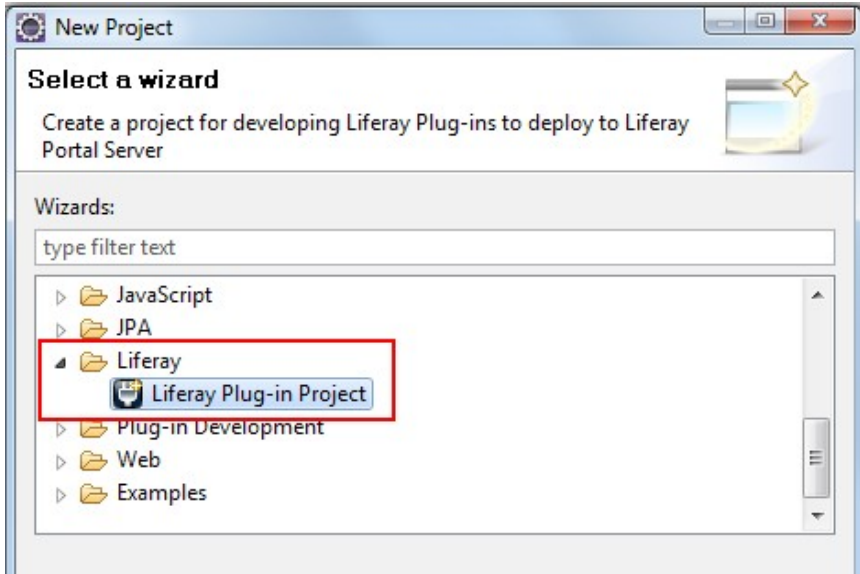 New Project
Select a wizard
Create a project for developing Liferay Plug-ins to deploy to Liferay
Portal Server
Wizards:
type filter text
JavaScript
JPA
Liferay
Liferay Plug-in Project
Plug-in Development
Web
Examples